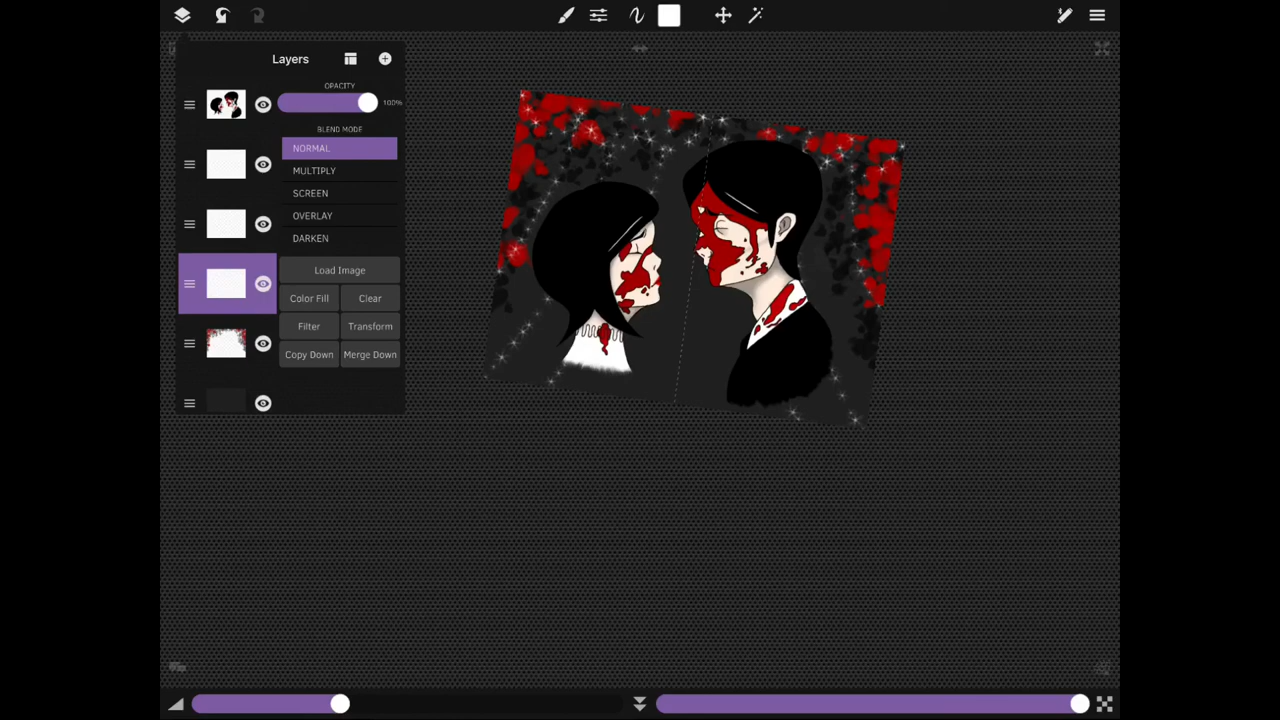 Layers
OPACITY
100%
BLEND MODE
NORMAL
MULTIPLY
SCREEN
OVERLAY
DARKEN
Load Image
Color Fill Clear
Filter Transform
Copy Down Merge Down